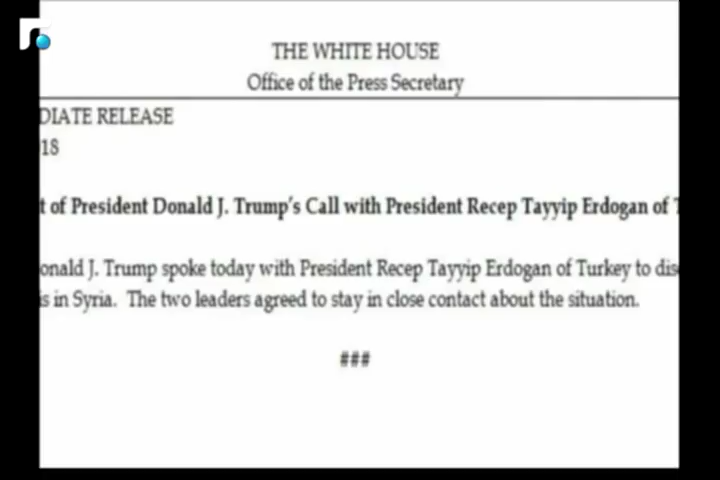 THE WHITE HOUSE
Office of the Press Secretary
DIATE RELEASE
18
t of President Donald J. Trump's Call with President Recep Tayyip Erdogan of T
onald J. Trump spoke today with President Recep Tayyip Erdogan of Turkey to dis
s in Syria. The two leaders agreed to stay in close contact about the situation.
###